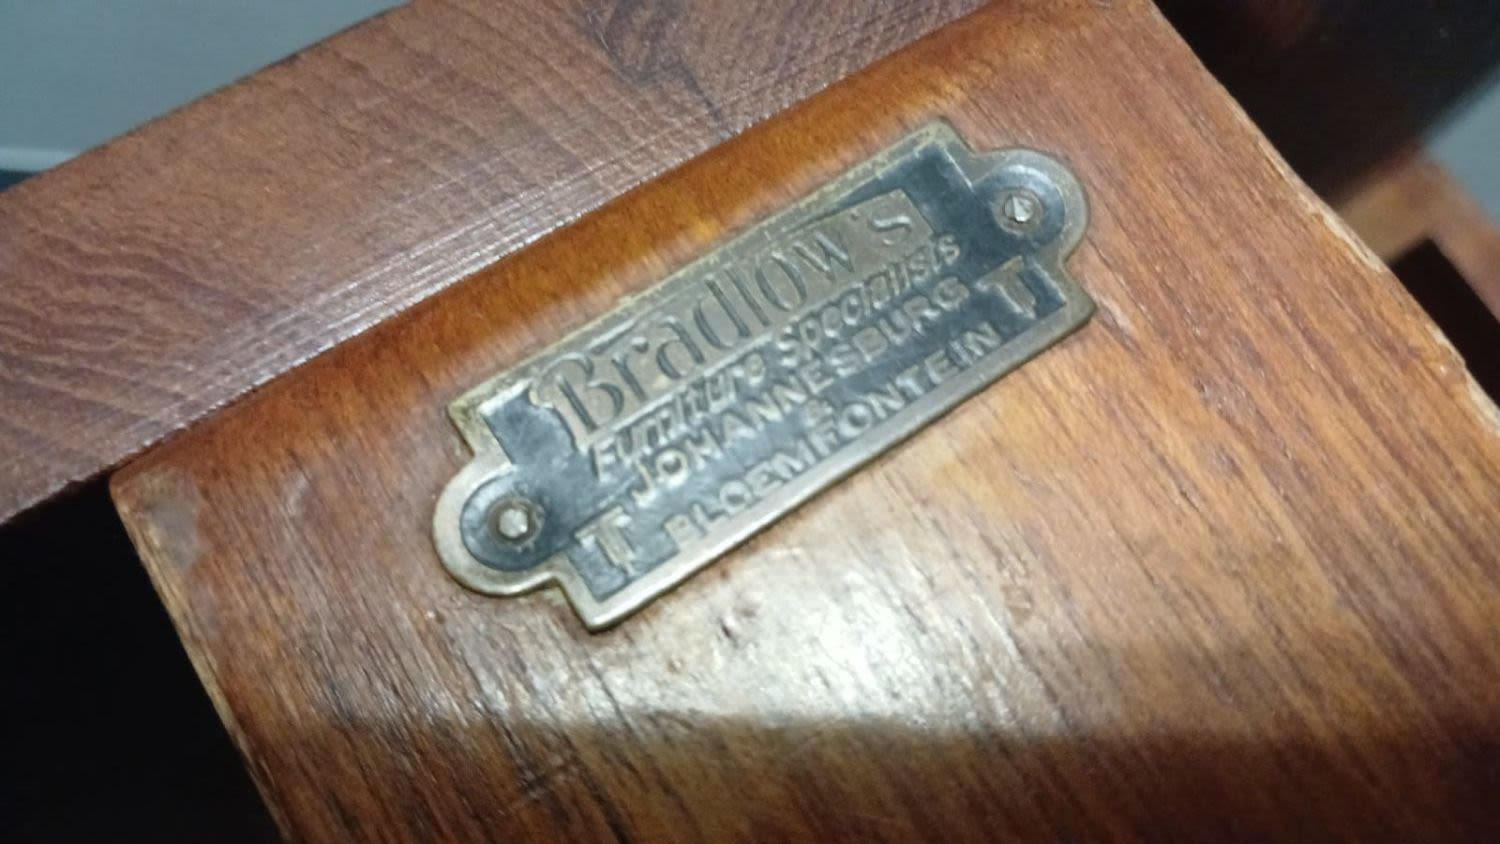 Bradlow's
Furniture Specialists
JOHANNESBURG
&
BLOEMFONTEIN